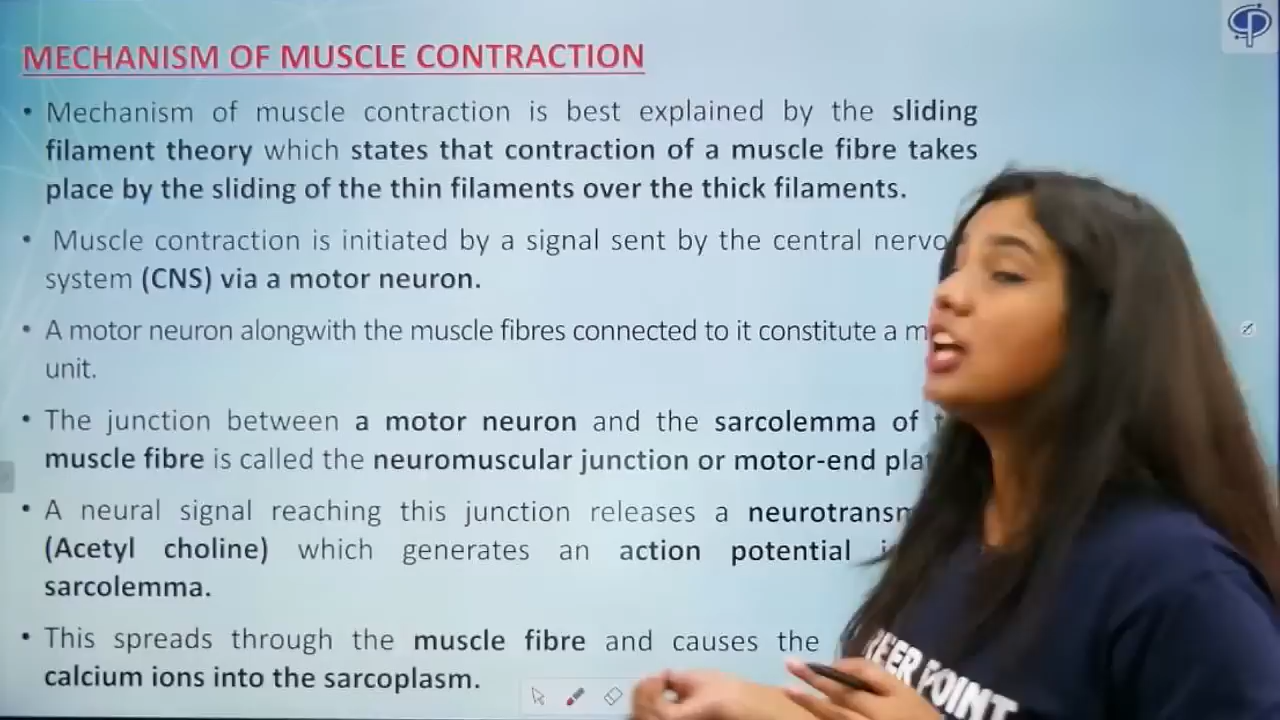 MECHANISM OF MUSCLE CONTRACTION
• Mechanism of muscle contraction is best explained by the sliding
filament theory which states that contraction of a muscle fibre takes
place by the sliding of the thin filaments over the thick filaments.
• Muscle contraction is initiated by a signal sent by the central nervo
system (CNS) via a motor neuron.
• A motor neuron alongwith the muscle fibres connected to it constitute a m
unit.
• The junction between a motor neuron and the sarcolemma of t
muscle fibre is called the neuromuscular junction or motor-end pla
• A neural signal reaching this junction releases a neurotransm
(Acetyl choline) which generates an action potential i
sarcolemma.
• This spreads through the muscle fibre and causes the
calcium ions into the sarcoplasm.
REER POINT